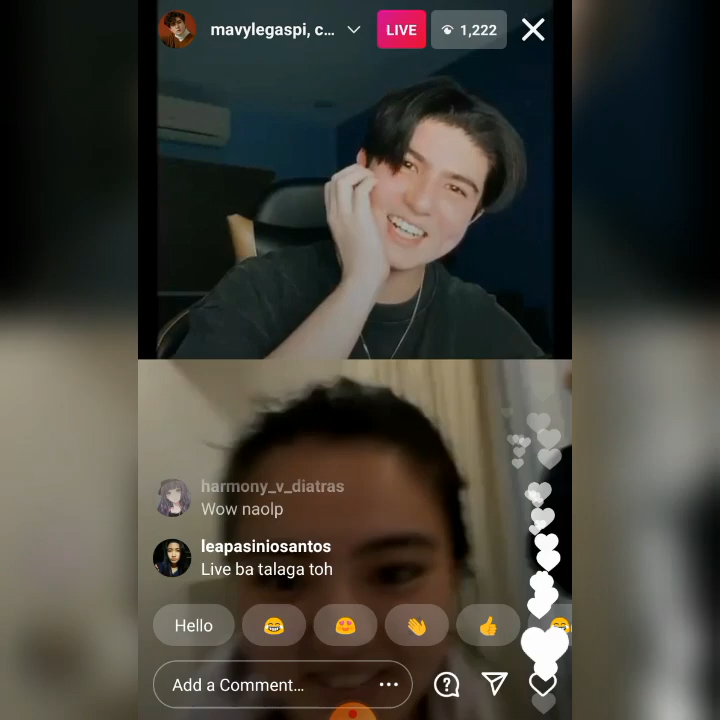 mavylegaspi, c...
LIVE
1,222
harmony_v_diatras
Wow naolp
leapasiniosantos
Live ba talaga toh
Hello
Add a Comment...